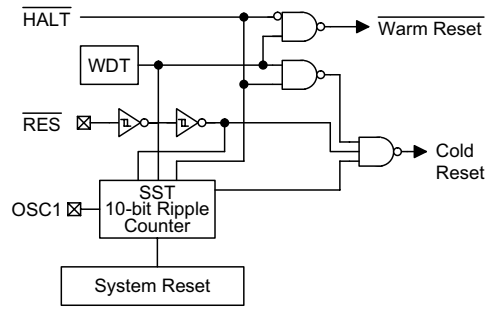 HALT
Warm Reset
WDT
RES
Cold
Reset
SST
10-bit Ripple
Counter
OSC1
System Reset